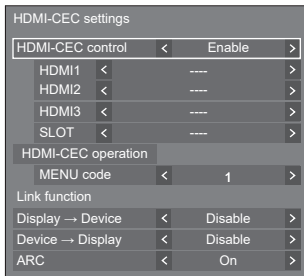 HDMI-CEC settings
HDMI-CEC control < Enable >
HDMI1 < ---- >
HDMI2 < ---- >
HDMI3 < ---- >
SLOT < ---- >
HDMI-CEC operation
MENU code < 1 >
Link function
Display → Device < Disable >
Device → Display < Disable >
ARC < On >